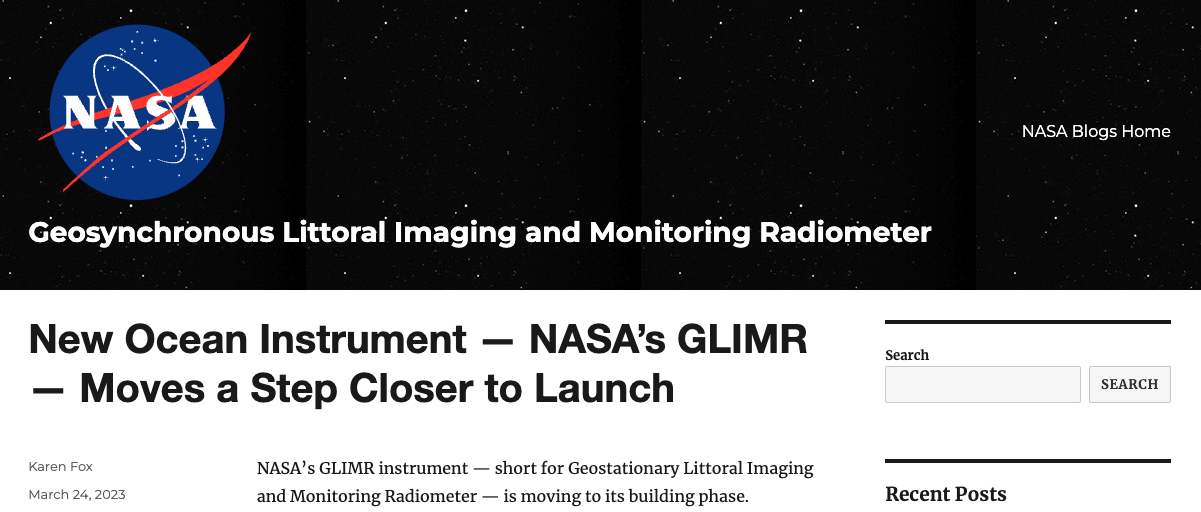 NASA
NASA Blogs Home
Geosynchronous Littoral Imaging and Monitoring Radiometer
New Ocean Instrument — NASA’s GLIMR
— Moves a Step Closer to Launch
Karen Fox
March 24, 2023
NASA’s GLIMR instrument — short for Geostationary Littoral Imaging
and Monitoring Radiometer — is moving to its building phase.
Search
SEARCH
Recent Posts